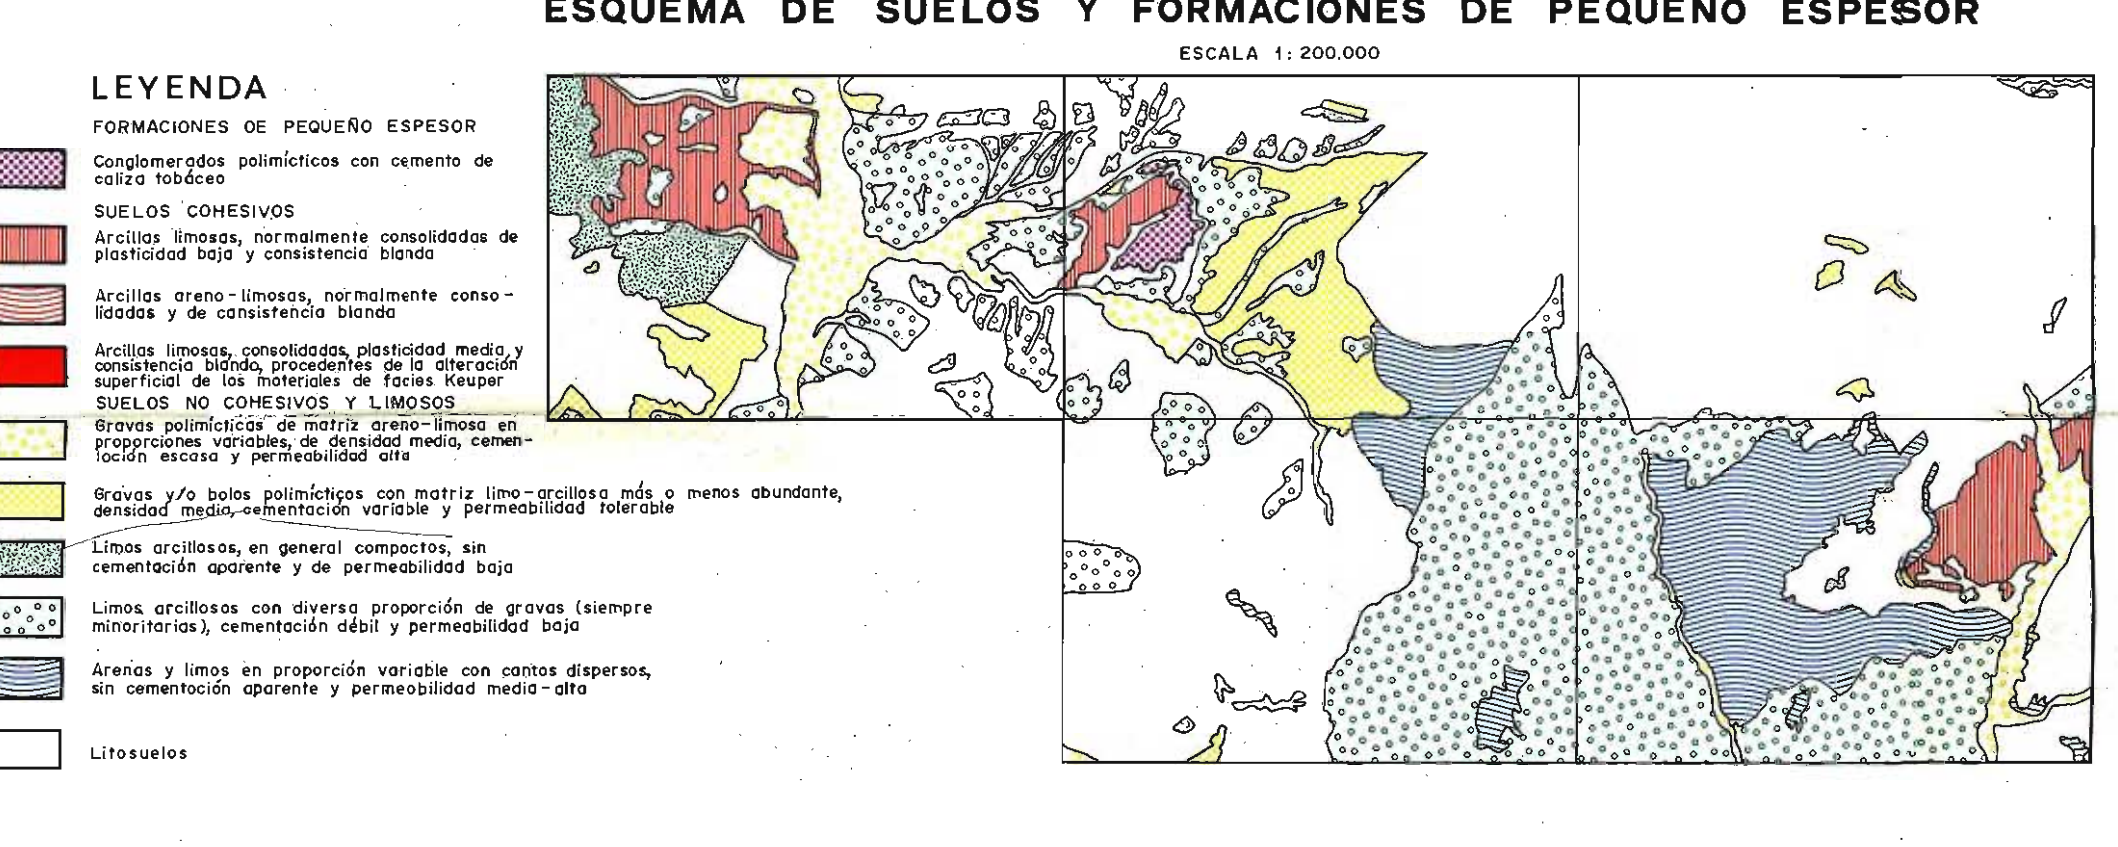 ESQUEMA DE SUELOS Y FORMACIONES DE PEQUEÑO ESPESOR
ESCALA 1: 200.000
LEYENDA
FORMACIONES DE PEQUEÑO ESPESOR
Conglomerados polimícticos con cemento de
caliza tobáceo
SUELOS COHESIVOS
Arcillas limosas, normalmente consolidadas de
plasticidad baja y consistencia blanda
Arcillas areno-limosas, normalmente conso-
lidadas y de consistencia blanda
Arcillas limosas, consolidadas, plasticidad media, y
consistencia blanda, procedentes de la alteración
superficial de los materiales de facies Keuper
SUELOS NO COHESIVOS Y LIMOSOS
Gravas polimícticas de matriz areno-limosa en
proporciones variables, de densidad media, cemen-
tación escasa y permeabilidad alta
Gravas y/o bolos polimícticos con matriz limo-arcillosa más o menos abundante,
densidad media, cementación variable y permeabilidad tolerable
Limos arcillosos, en general compactos, sin
cementación aparente y de permeabilidad baja
Limos arcillosos con diversa proporción de gravas (siempre
minoritarias), cementación débil y permeabilidad baja
Arenas y limos en proporción variable con cantos dispersos,
sin cementación aparente y permeabilidad media-alta
Litosuelos